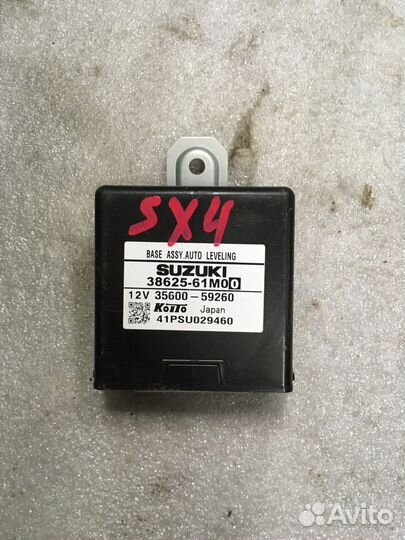 SX4
BASE ASSY.AUTO LEVELING
SUZUKI
38625-61M00
12V 35600-59260
KOITO Japan
41PSU029460
Avito